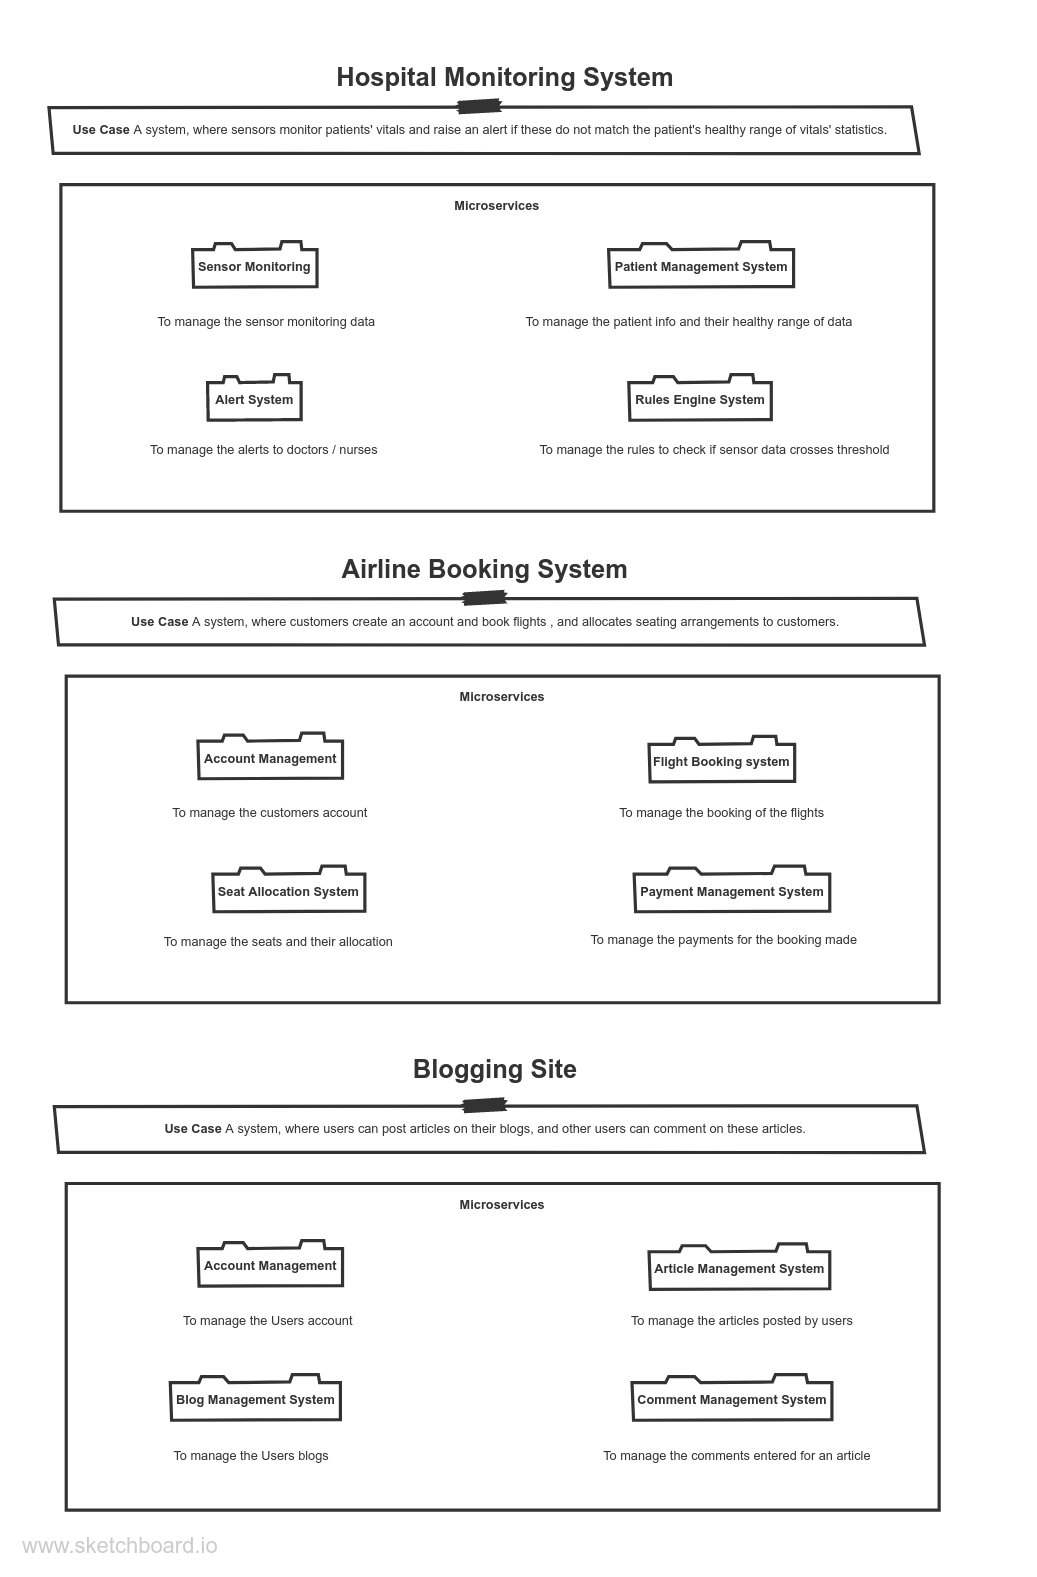 Hospital Monitoring System
Use Case A system, where sensors monitor patients' vitals and raise an alert if these do not match the patient's healthy range of vitals' statistics.
Microservices
Sensor Monitoring
Patient Management System
To manage the sensor monitoring data
To manage the patient info and their healthy range of data
Alert System
Rules Engine System
To manage the alerts to doctors / nurses
To manage the rules to check if sensor data crosses threshold
Airline Booking System
Use Case A system, where customers create an account and book flights , and allocates seating arrangements to customers.
Microservices
Account Management
Flight Booking system
To manage the customers account
To manage the booking of the flights
Seat Allocation System
Payment Management System
To manage the seats and their allocation
To manage the payments for the booking made
Blogging Site
Use Case A system, where users can post articles on their blogs, and other users can comment on these articles.
Microservices
Account Management
Article Management System
To manage the Users account
To manage the articles posted by users
Blog Management System
Comment Management System
To manage the Users blogs
To manage the comments entered for an article
www.sketchboard.io